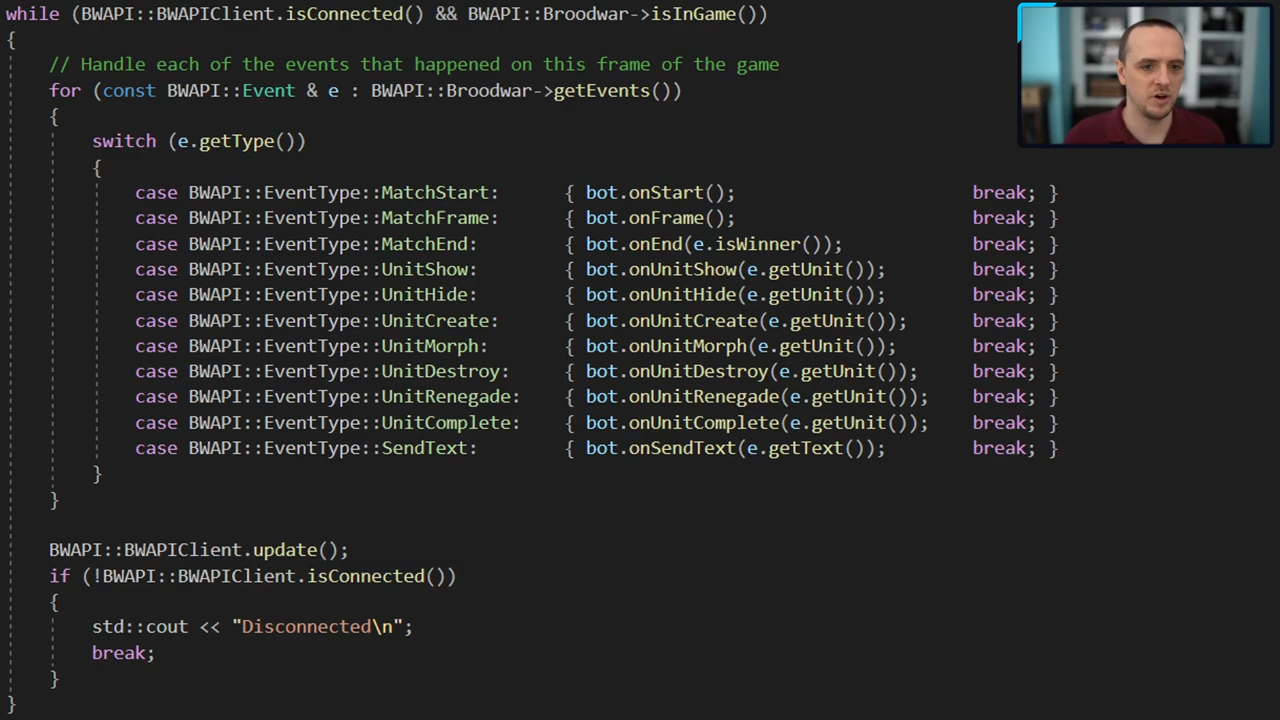 while (BWAPI::BWAPIClient.isConnected() && BWAPI::Broodwar->isInGame())
{
    // Handle each of the events that happened on this frame of the game
    for (const BWAPI::Event & e : BWAPI::Broodwar->getEvents())
    {
        switch (e.getType())
        {
            case BWAPI::EventType::MatchStart:      { bot.onStart();                      break; }
            case BWAPI::EventType::MatchFrame:      { bot.onFrame();                      break; }
            case BWAPI::EventType::MatchEnd:        { bot.onEnd(e.isWinner());            break; }
            case BWAPI::EventType::UnitShow:        { bot.onUnitShow(e.getUnit());        break; }
            case BWAPI::EventType::UnitHide:        { bot.onUnitHide(e.getUnit());        break; }
            case BWAPI::EventType::UnitCreate:      { bot.onUnitCreate(e.getUnit());      break; }
            case BWAPI::EventType::UnitMorph:       { bot.onUnitMorph(e.getUnit());       break; }
            case BWAPI::EventType::UnitDestroy:     { bot.onUnitDestroy(e.getUnit());     break; }
            case BWAPI::EventType::UnitRenegade:    { bot.onUnitRenegade(e.getUnit());    break; }
            case BWAPI::EventType::UnitComplete:    { bot.onUnitComplete(e.getUnit());    break; }
            case BWAPI::EventType::SendText:        { bot.onSendText(e.getText());        break; }
        }
    }

    BWAPI::BWAPIClient.update();
    if (!BWAPI::BWAPIClient.isConnected())
    {
        std::cout << "Disconnected\n";
        break;
    }
}